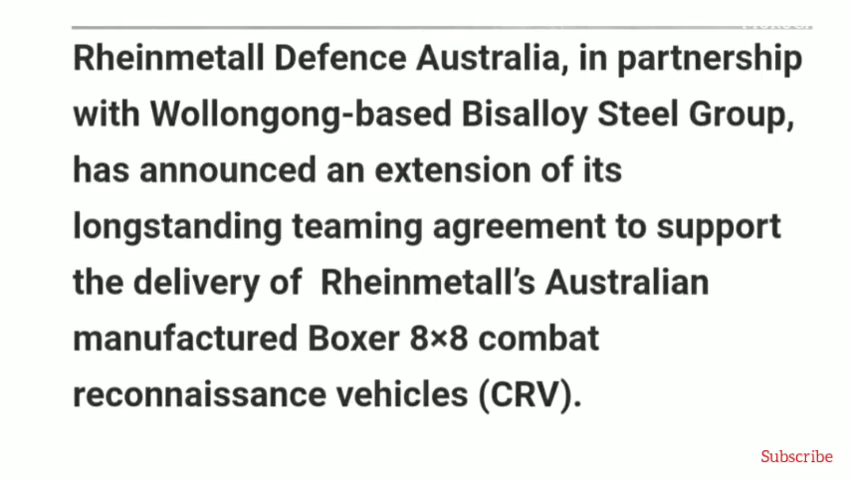 Rheinmetall Defence Australia, in partnership
with Wollongong-based Bisalloy Steel Group,
has announced an extension of its
longstanding teaming agreement to support
the delivery of  Rheinmetall’s Australian
manufactured Boxer 8×8 combat
reconnaissance vehicles (CRV).
Subscribe